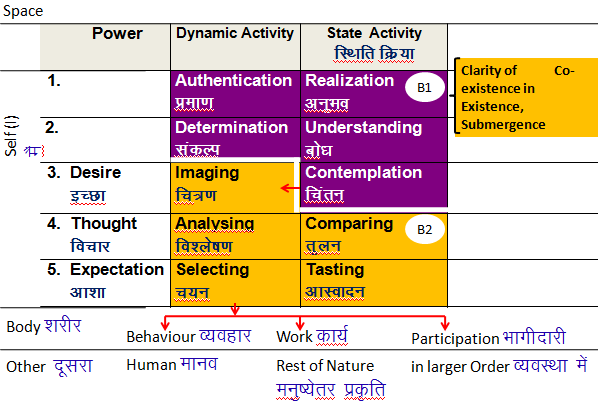 Space
Power Dynamic Activity State Activity
स्थिति क्रिया
1. Authentication Realization B1
प्रमाण अनुभव
Clarity of Co-
existence in
Existence,
Submergence
2. Determination Understanding
संकल्प बोध
Self (I)
मैं
3. Desire Imaging Contemplation
इच्छा चित्रण चिंतन
4. Thought Analysing Comparing B2
विचार विश्लेषण तुलन
5. Expectation Selecting Tasting
आशा चयन आस्वादन
Body शरीर Behaviour व्यवहार Work कार्य Participation भागीदारी
Other दूसरा Human मानव Rest of Nature in larger Order व्यवस्था में
मनुष्येतर प्रकृति